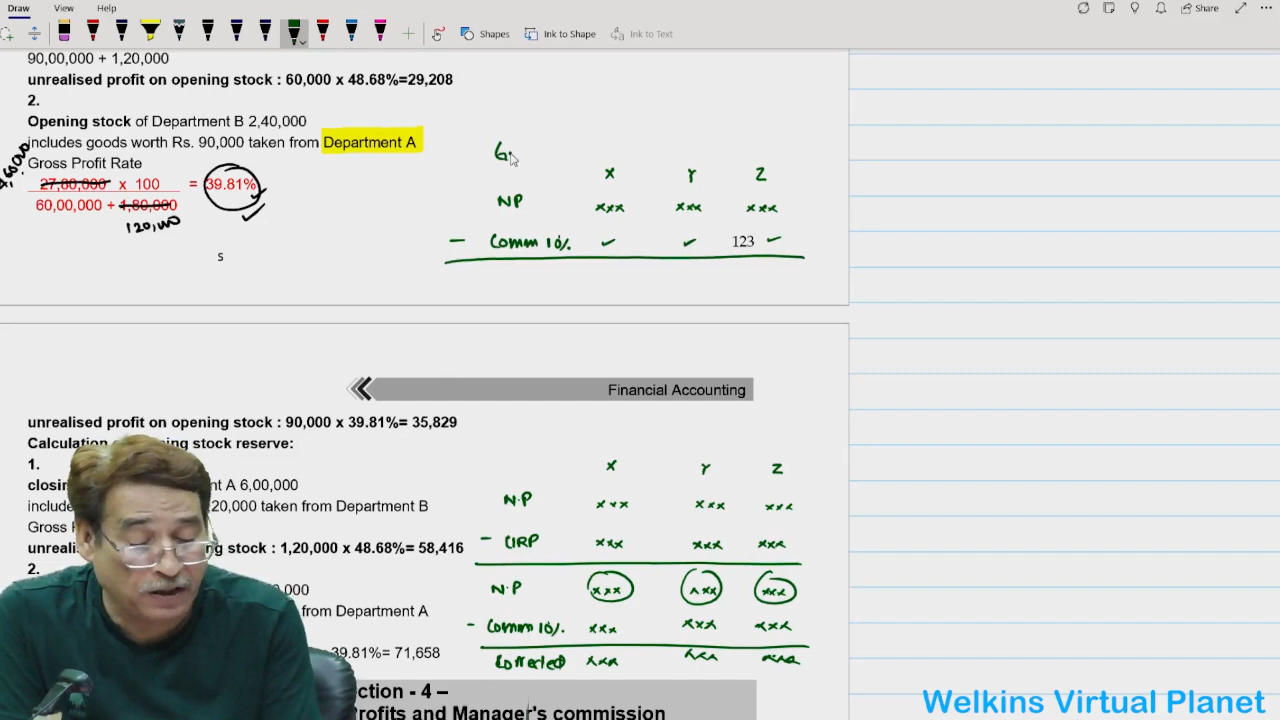 Draw View Help Share
Shapes Ink to Shape Ink to Text
90,00,000 + 1,20,000
unrealised profit on opening stock : 60,000 x 48.68%=29,208
2.
Opening stock of Department B 2,40,000
includes goods worth Rs. 90,000 taken from Department A
Gross Profit Rate
27,80,000 x 100 = 39.81%
60,00,000 + 1,80,000
120,000
s
G
X Y Z
NP xxx xxx xxx
- Comm 10%. ✓ ✓ 123 ✓
Financial Accounting
unrealised profit on opening stock : 90,000 x 39.81%= 35,829
Calculation ng stock reserve:
1.
closin nt A 6,00,000
include 20,000 taken from Department B
Gross
unreali ng stock : 1,20,000 x 48.68%= 58,416
2.
0,000
from Department A
39.81%= 71,658
X Y Z
N.P xxx xxx xxx
- URP xxx xxx xxx
N.P xxx xxx xxx
- Comm 10%. xxx xxx xxx
Corrected xxx xxx xxx
ction - 4 –
Profits and Manager's commission
Welkins Virtual Planet